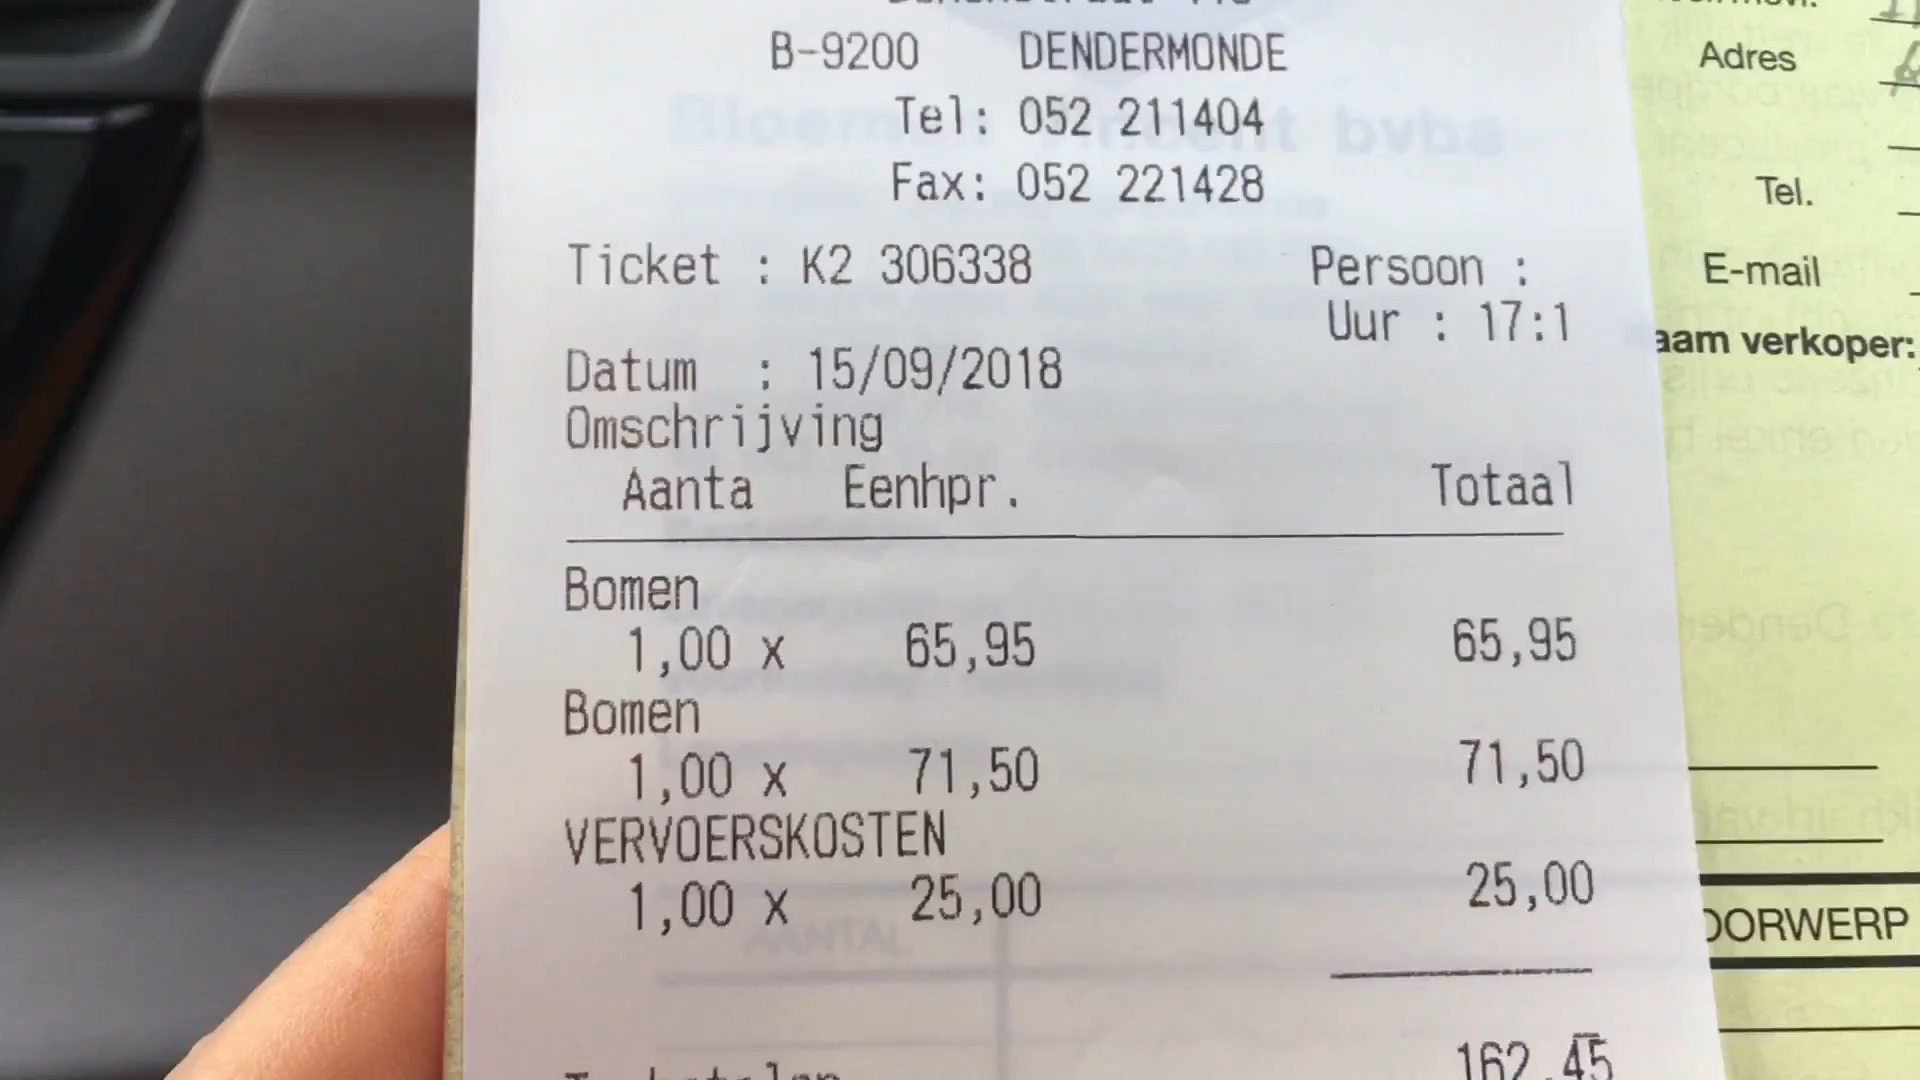 B-9200 DENDERMONDE
Tel: 052 211404
Fax: 052 221428
Ticket : K2 306338 Persoon :
Uur : 17:1
Datum : 15/09/2018
Omschrijving
Aanta Eenhpr. Totaal
Bomen
1,00 x 65,95 65,95
Bomen
1,00 x 71,50 71,50
VERVOERSKOSTEN
1,00 x 25,00 25,00
162,45
Adres
Tel.
E-mail
aam verkoper:
OORWERP
AANTAL